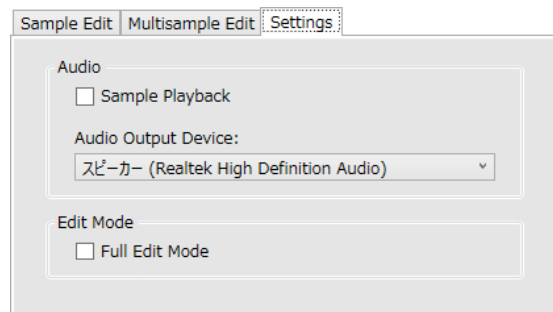 Sample Edit Multisample Edit Settings
Audio
Sample Playback
Audio Output Device:
スピーカー (Realtek High Definition Audio)
Edit Mode
Full Edit Mode